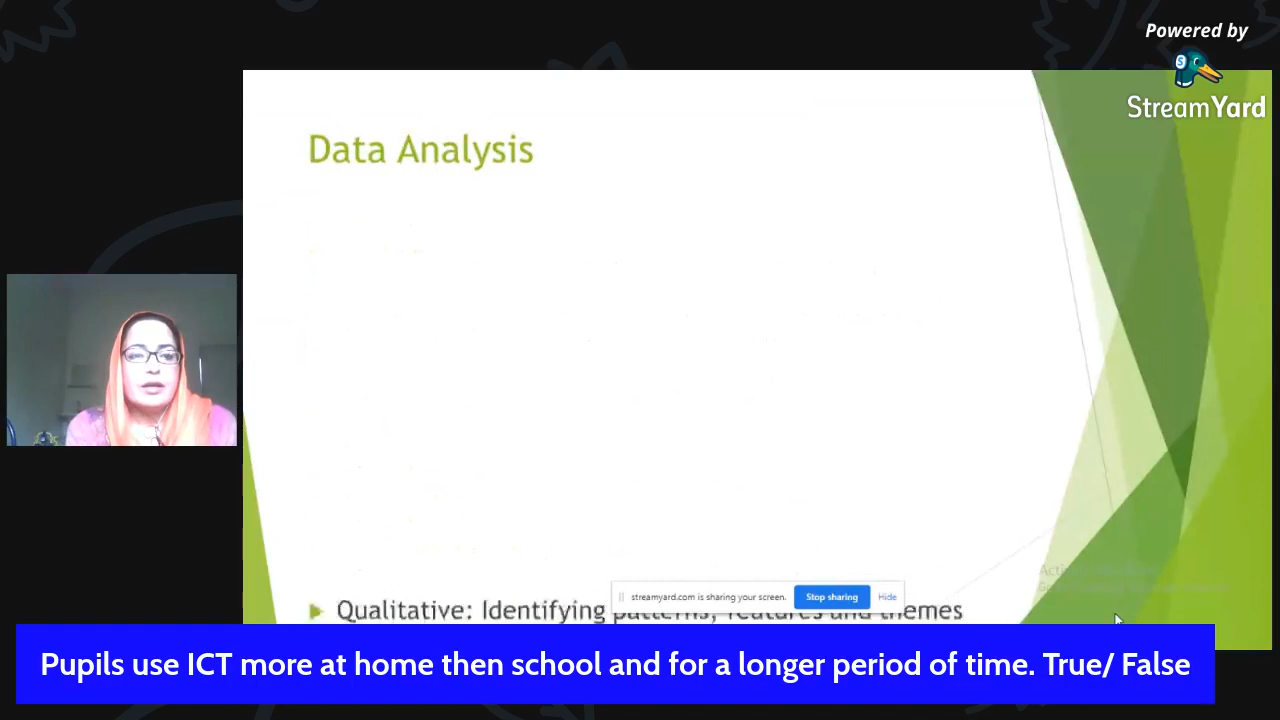 Powered by
StreamYard
Data Analysis
streamyard.com is sharing your screen.
Stop sharing
Hide
Qualitative: Identifying patterns, features and themes
Pupils use ICT more at home then school and for a longer period of time. True/ False